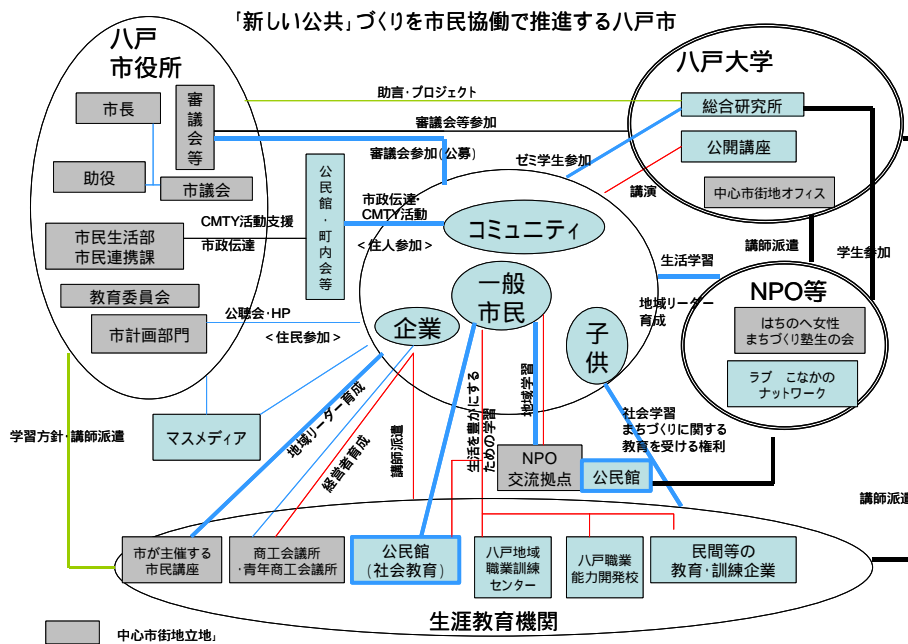 「新しい公共」づくりを市民協働で推進する八戸市
八戸
市役所
市長
審議会等
助役
市議会
市民生活部
市民連携課
教育委員会
市計画部門
CMTY活動支援
市政伝達
公民館・町内会等
助言・プロジェクト
審議会等参加
審議会参加(公募)
市政伝達・
CMTY活動
<住人参加>
公聴会・HP
<住民参加>
ゼミ学生参加
講演
八戸大学
総合研究所
公開講座
中心市街地オフィス
講師派遣
学生参加
コミュニティ
一般
市民
企業
子供
生活学習
地域リーダー
育成
NPO等
はちのへ女性
まちづくり塾生の会
ラブ こなかの
ネットワーク
マスメディア
学習方針・講師派遣
地域リーダー育成
経営者育成
講師派遣
生活を豊かにする
ための学習
地域学習
社会学習
まちづくりに関する
教育を受ける権利
NPO
交流拠点
公民館
講師派遣
市が主催する
市民講座
商工会議所
・青年商工会議所
公民館
(社会教育)
八戸地域
職業訓練
センター
八戸職業
能力開発校
民間等の
教育・訓練企業
生涯教育機関
中心市街地立地」